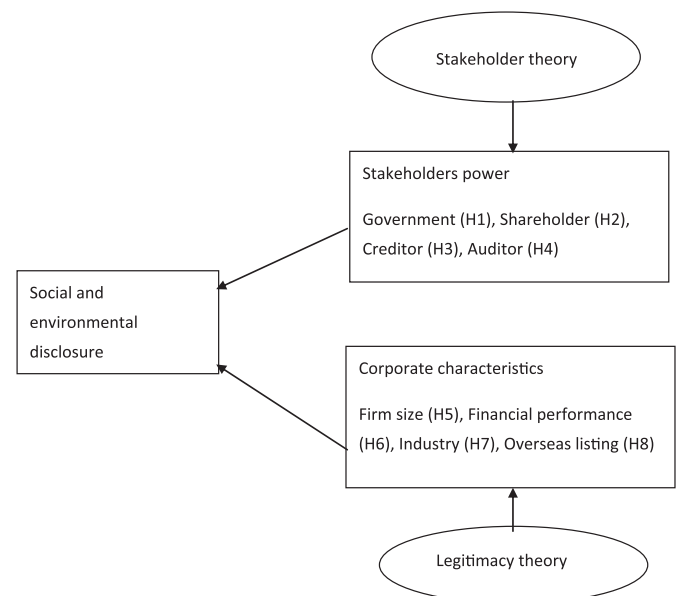 Stakeholder theory
Stakeholders power
Government (H1), Shareholder (H2),
Creditor (H3), Auditor (H4)
Social and
environmental
disclosure
Corporate characteristics
Firm size (H5), Financial performance
(H6), Industry (H7), Overseas listing (H8)
Legitimacy theory